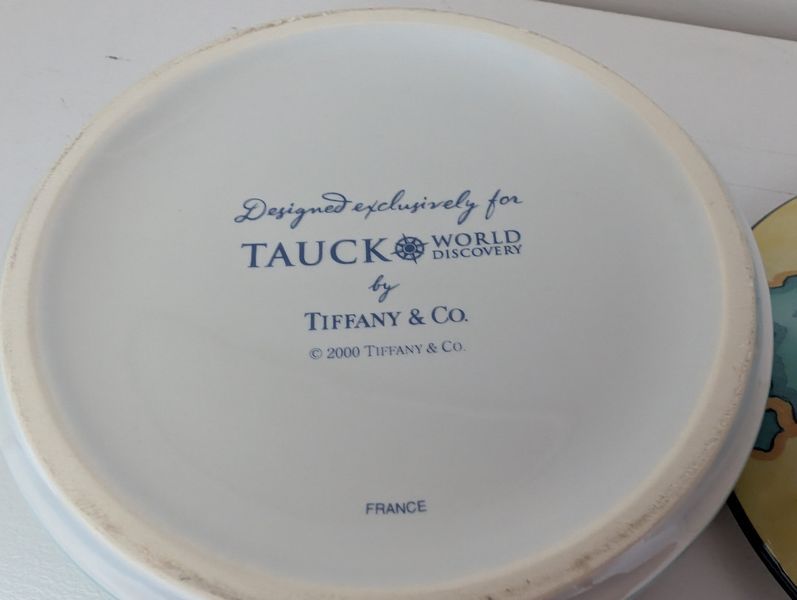 Designed exclusively for
TAUCK WORLD DISCOVERY
by
TIFFANY & CO.
© 2000 TIFFANY & CO.
FRANCE